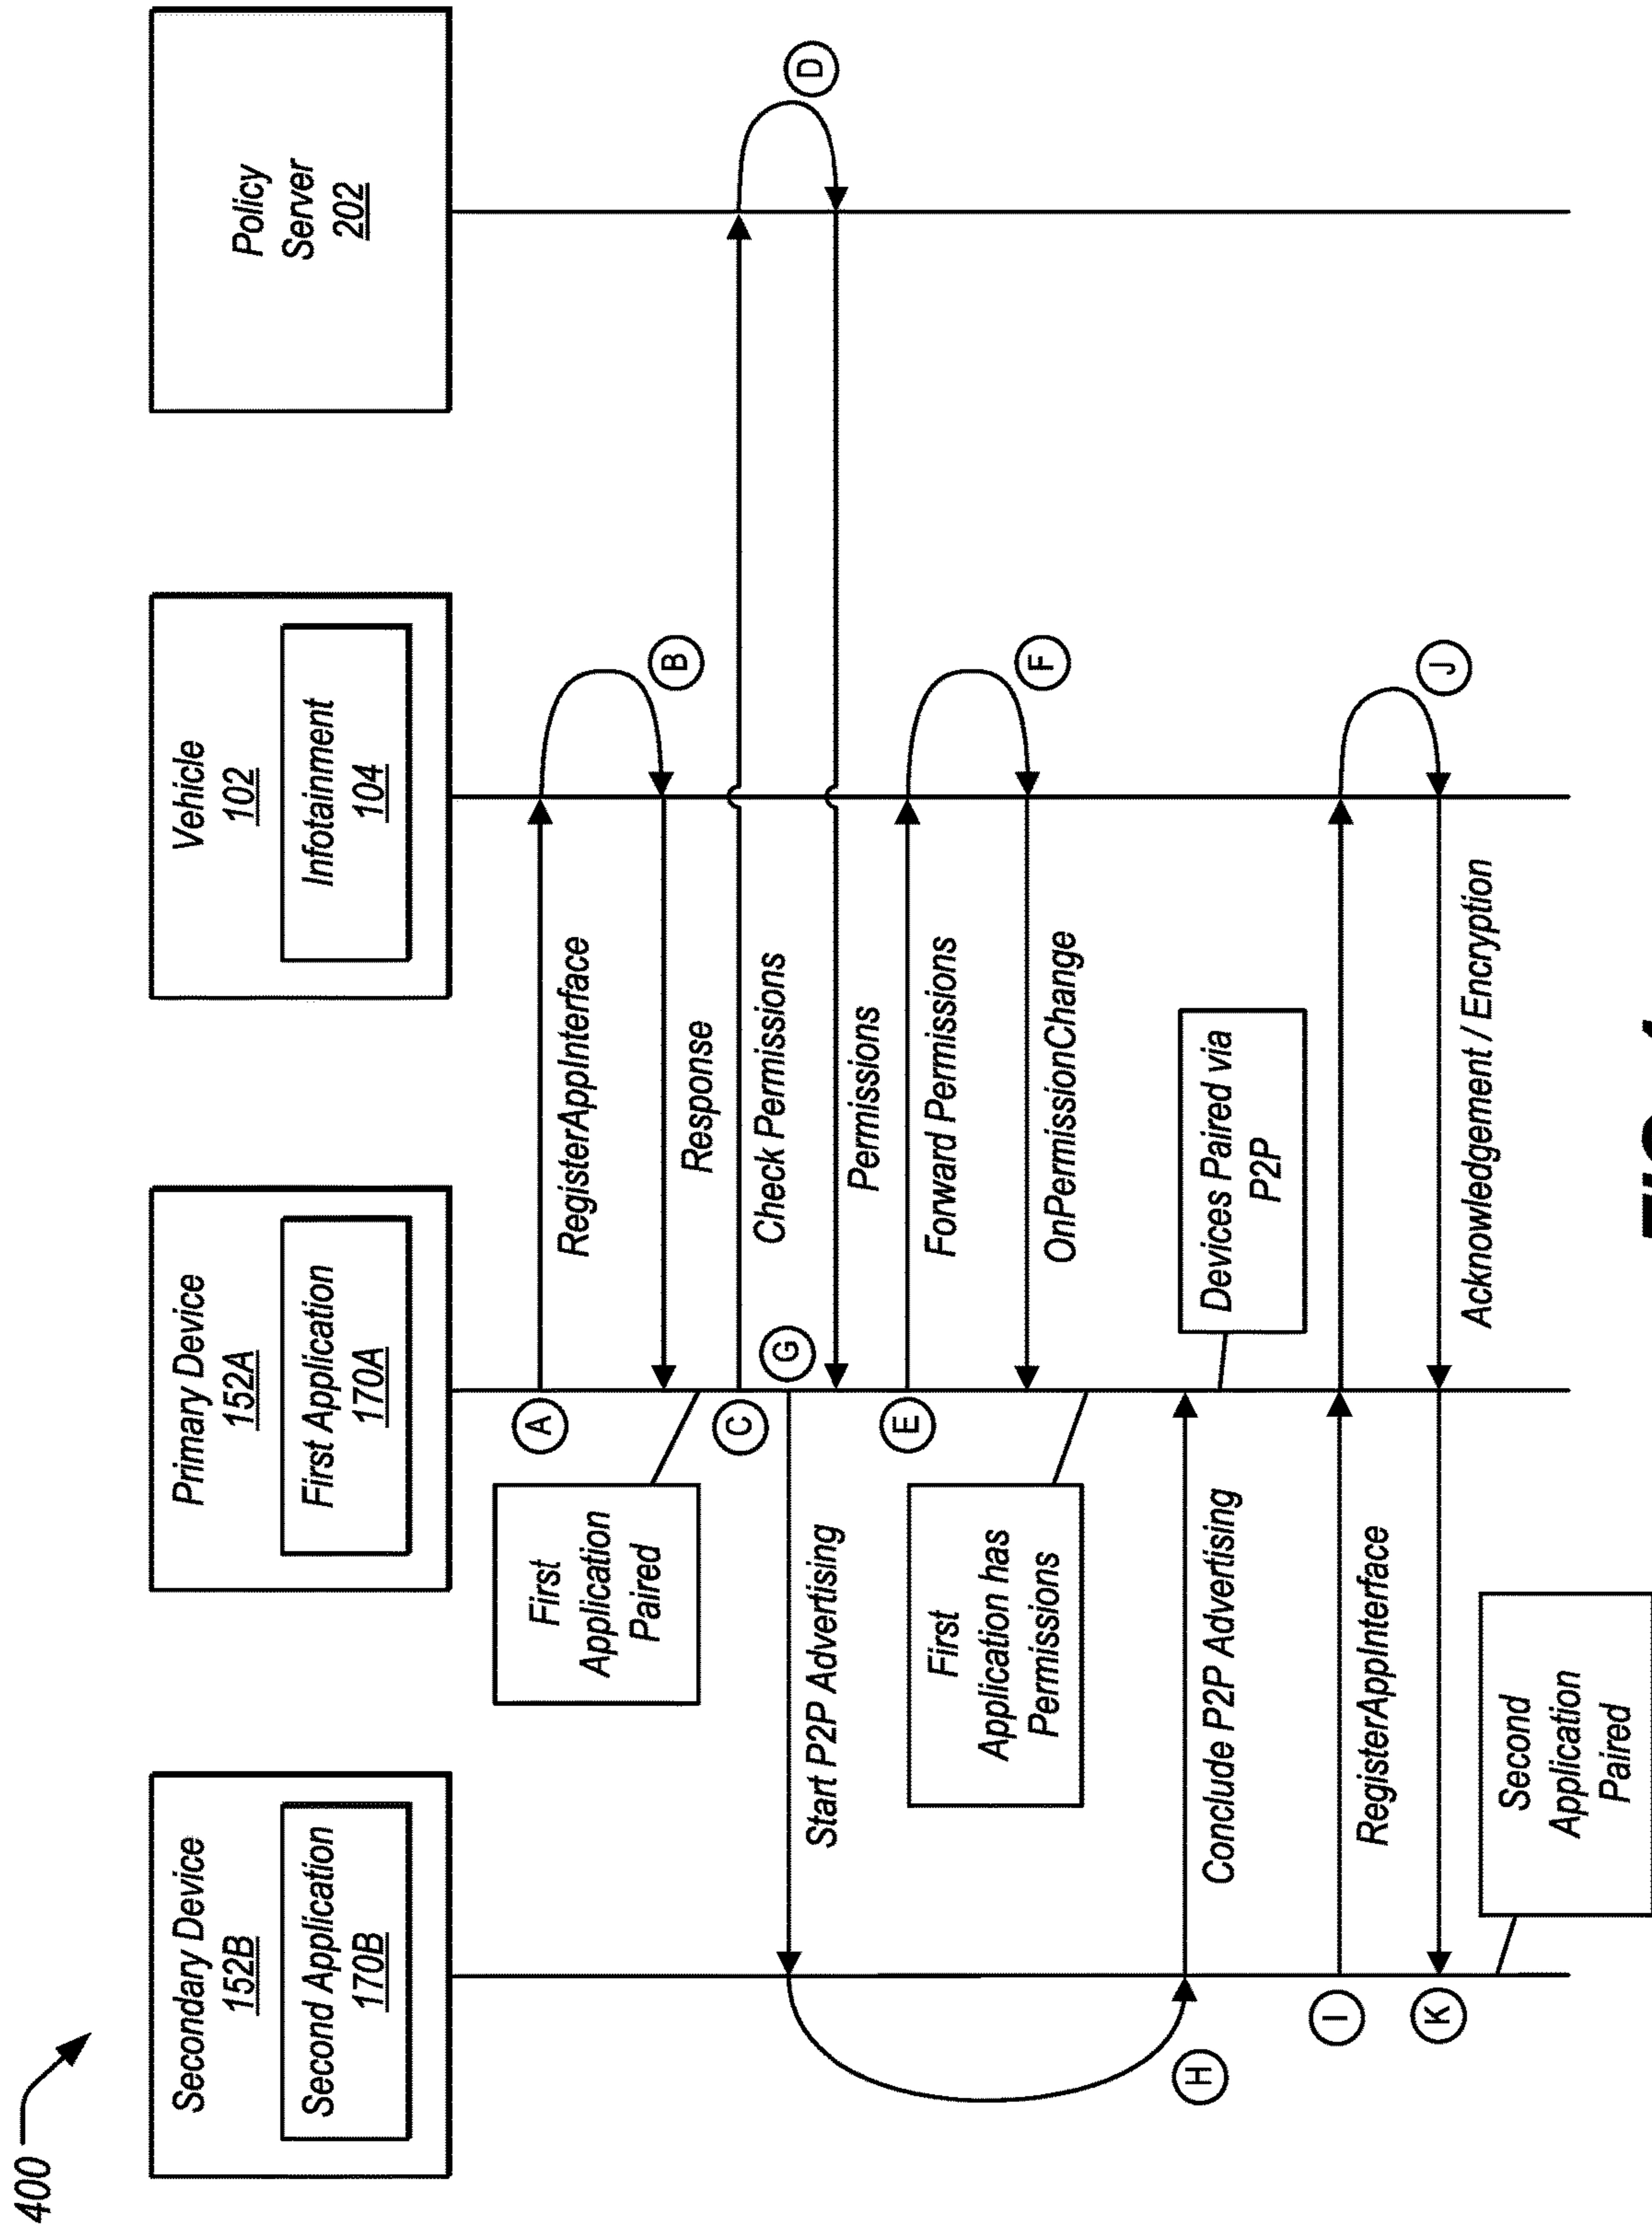 400
Secondary Device
152B
Second Application
170B
Primary Device
152A
First Application
170A
Vehicle
102
Infotainment
104
Policy
Server
202
A
RegisterAppInterface
B
Response
First
Application
Paired
C
Check Permissions
D
G
Start P2P Advertising
Permissions
E
Forward Permissions
F
OnPermissionChange
First
Application has
Permissions
H
Conclude P2P Advertising
Devices Paired via
P2P
I
RegisterAppInterface
J
K
Acknowledgement / Encryption
Second
Application
Paired